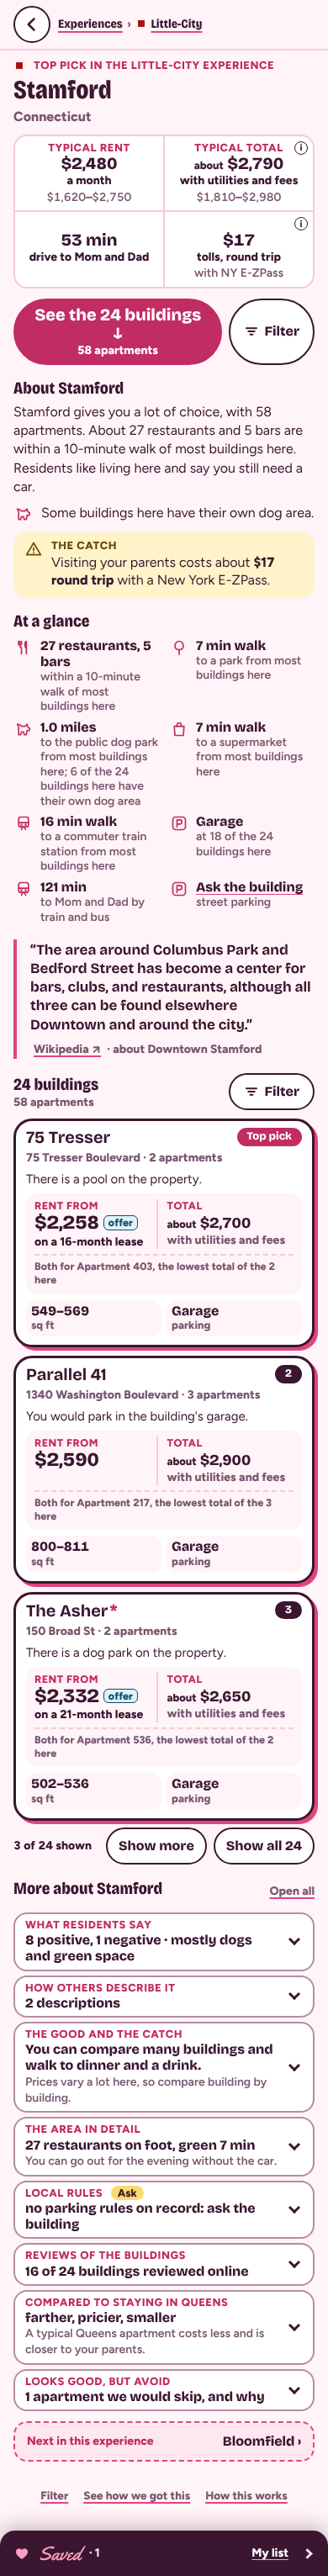 Experiences › Little-City
TOP PICK IN THE LITTLE-CITY EXPERIENCE
Stamford
Connecticut
TYPICAL RENT
$2,480
a month
$1,620–$2,750
TYPICAL TOTAL
about $2,790
with utilities and fees
$1,810–$2,980
53 min
drive to Mom and Dad
$17
tolls, round trip
with NY E-ZPass
See the 24 buildings
↓
58 apartments
Filter
About Stamford
Stamford gives you a lot of choice, with 58
apartments. About 27 restaurants and 5 bars are
within a 10-minute walk of most buildings here.
Residents like living here and say you still need a
car.
Some buildings here have their own dog area.
THE CATCH
Visiting your parents costs about $17
round trip with a New York E-ZPass.
At a glance
27 restaurants, 5
bars
within a 10-minute
walk of most
buildings here
7 min walk
to a park from most
buildings here
1.0 miles
to the public dog park
from most buildings
here; 6 of the 24
buildings here have
their own dog area
7 min walk
to a supermarket
from most buildings
here
16 min walk
to a commuter train
station from most
buildings here
Garage
at 18 of the 24
buildings here
121 min
to Mom and Dad by
train and bus
Ask the building
street parking
“The area around Columbus Park and
Bedford Street has become a center for
bars, clubs, and restaurants, although all
three can be found elsewhere
Downtown and around the city.”
Wikipedia ↗ · about Downtown Stamford
24 buildings
58 apartments
Filter
75 Tresser
Top pick
75 Tresser Boulevard · 2 apartments
There is a pool on the property.
RENT FROM
$2,258 offer
on a 16-month lease
TOTAL
about $2,700
with utilities and fees
Both for Apartment 403, the lowest total of the 2
here
549–569
sq ft
Garage
parking
Parallel 41
2
1340 Washington Boulevard · 3 apartments
You would park in the building's garage.
RENT FROM
$2,590
TOTAL
about $2,900
with utilities and fees
Both for Apartment 217, the lowest total of the 3
here
800–811
sq ft
Garage
parking
The Asher*
3
150 Broad St · 2 apartments
There is a dog park on the property.
RENT FROM
$2,332 offer
on a 21-month lease
TOTAL
about $2,650
with utilities and fees
Both for Apartment 536, the lowest total of the 2
here
502–536
sq ft
Garage
parking
3 of 24 shown
Show more
Show all 24
More about Stamford
Open all
WHAT RESIDENTS SAY
8 positive, 1 negative · mostly dogs
and green space
HOW OTHERS DESCRIBE IT
2 descriptions
THE GOOD AND THE CATCH
You can compare many buildings and
walk to dinner and a drink.
Prices vary a lot here, so compare building by
building.
THE AREA IN DETAIL
27 restaurants on foot, green 7 min
You can go out for the evening without the car.
LOCAL RULES Ask
no parking rules on record: ask the
building
REVIEWS OF THE BUILDINGS
16 of 24 buildings reviewed online
COMPARED TO STAYING IN QUEENS
farther, pricier, smaller
A typical Queens apartment costs less and is
closer to your parents.
LOOKS GOOD, BUT AVOID
1 apartment we would skip, and why
Next in this experience
Bloomfield ›
Filter
See how we got this
How this works
Saved · 1
My list